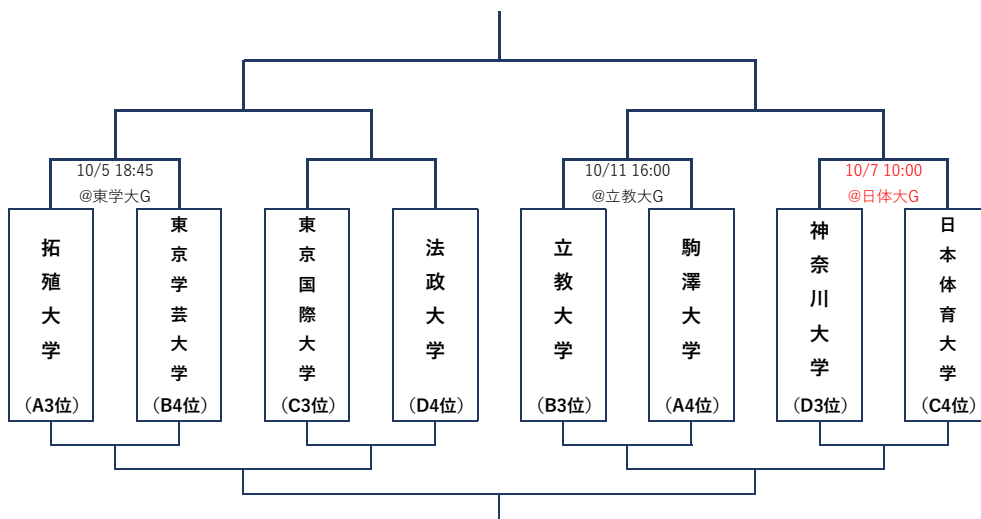 10/5 18:45
@東学大G
10/11 16:00
@立教大G
10/7 10:00
@日体大G
拓殖大学
(A3位)
東京学芸大学
(B4位)
東京国際大学
(C3位)
法政大学
(D4位)
立教大学
(B3位)
駒澤大学
(A4位)
神奈川大学
(D3位)
日本体育大学
(C4位)